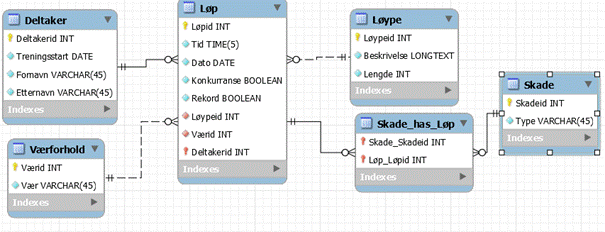 Deltaker
Deltakerid INT
Treningsstart DATE
Fornavn VARCHAR(45)
Etternavn VARCHAR(45)
Indexes
Værforhold
Værid INT
Vær VARCHAR(45)
Indexes
Løp
Løpid INT
Tid TIME(5)
Dato DATE
Konkurranse BOOLEAN
Rekord BOOLEAN
Løypeid INT
Værid INT
Deltakerid INT
Indexes
Løype
Løypeid INT
Beskrivelse LONGTEXT
Lengde INT
Indexes
Skade_has_Løp
Skade_Skadeid INT
Løp_Løpid INT
Indexes
Skade
Skadeid INT
Type VARCHAR(45)
Indexes